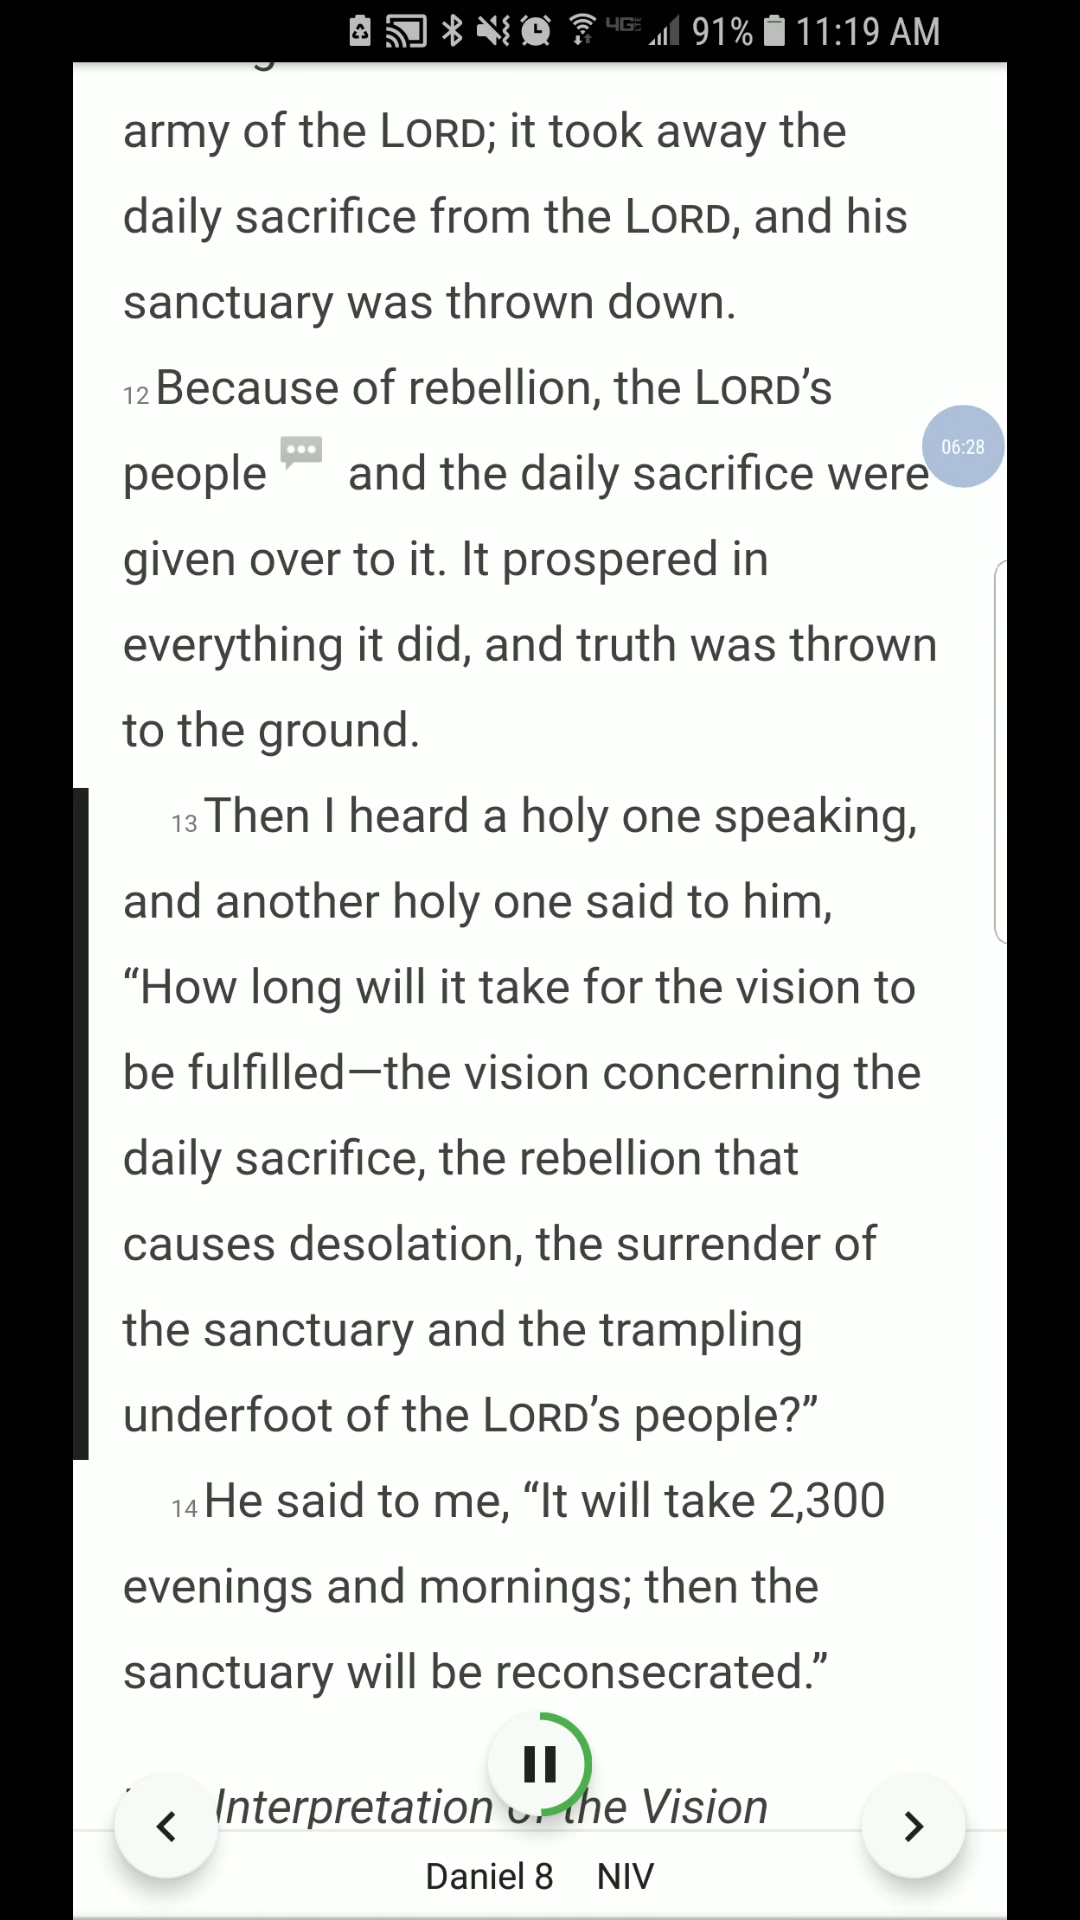 4G LTE 91% 11:19 AM
army of the LORD; it took away the
daily sacrifice from the LORD, and his
sanctuary was thrown down.
12 Because of rebellion, the LORD’s
people and the daily sacrifice were
06:28
given over to it. It prospered in
everything it did, and truth was thrown
to the ground.
13 Then I heard a holy one speaking,
and another holy one said to him,
“How long will it take for the vision to
be fulfilled—the vision concerning the
daily sacrifice, the rebellion that
causes desolation, the surrender of
the sanctuary and the trampling
underfoot of the LORD’s people?”
14 He said to me, “It will take 2,300
evenings and mornings; then the
sanctuary will be reconsecrated.”
Interpretation of the Vision
Daniel 8 NIV